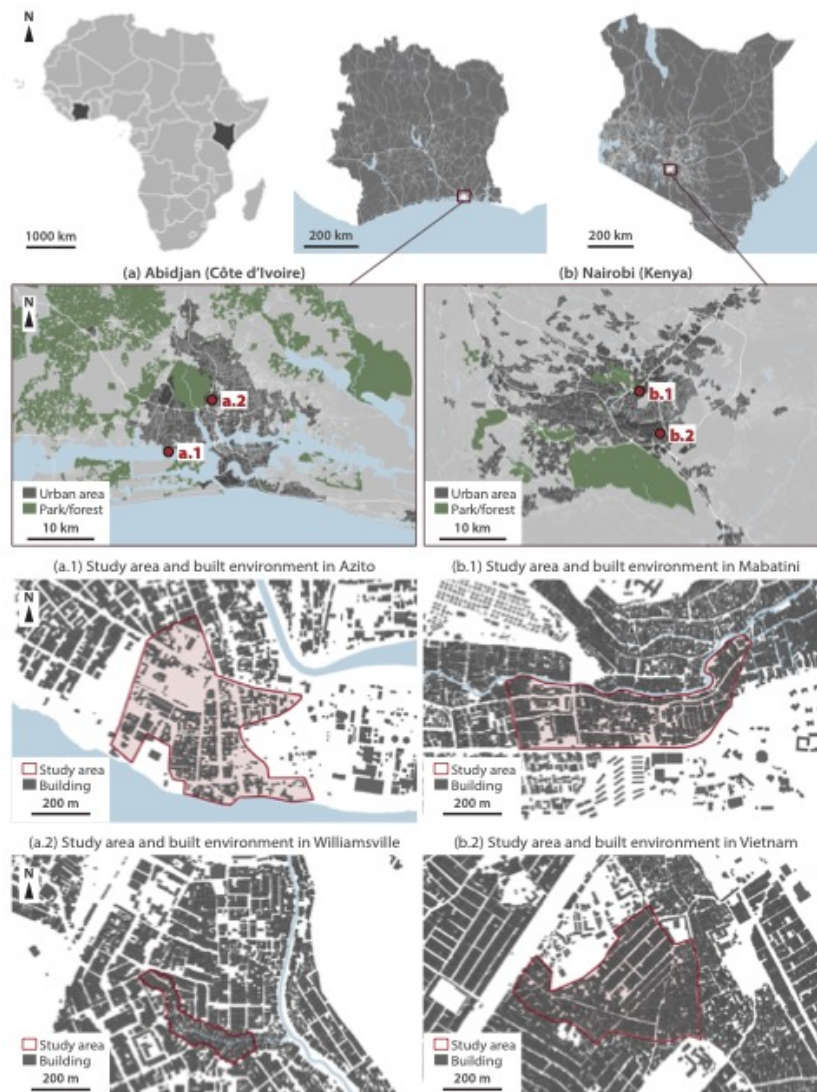 N
1000 km
200 km
200 km
(a) Abidjan (Côte d'Ivoire)
(b) Nairobi (Kenya)
N
a.2
a.1
Urban area
Park/forest
10 km
b.1
b.2
Urban area
Park/forest
10 km
(a.1) Study area and built environment in Azito
(b.1) Study area and built environment in Mabatini
N
Study area
Building
200 m
Study area
Building
200 m
(a.2) Study area and built environment in Williamsville
(b.2) Study area and built environment in Vietnam
N
Study area
Building
200 m
Study area
Building
200 m